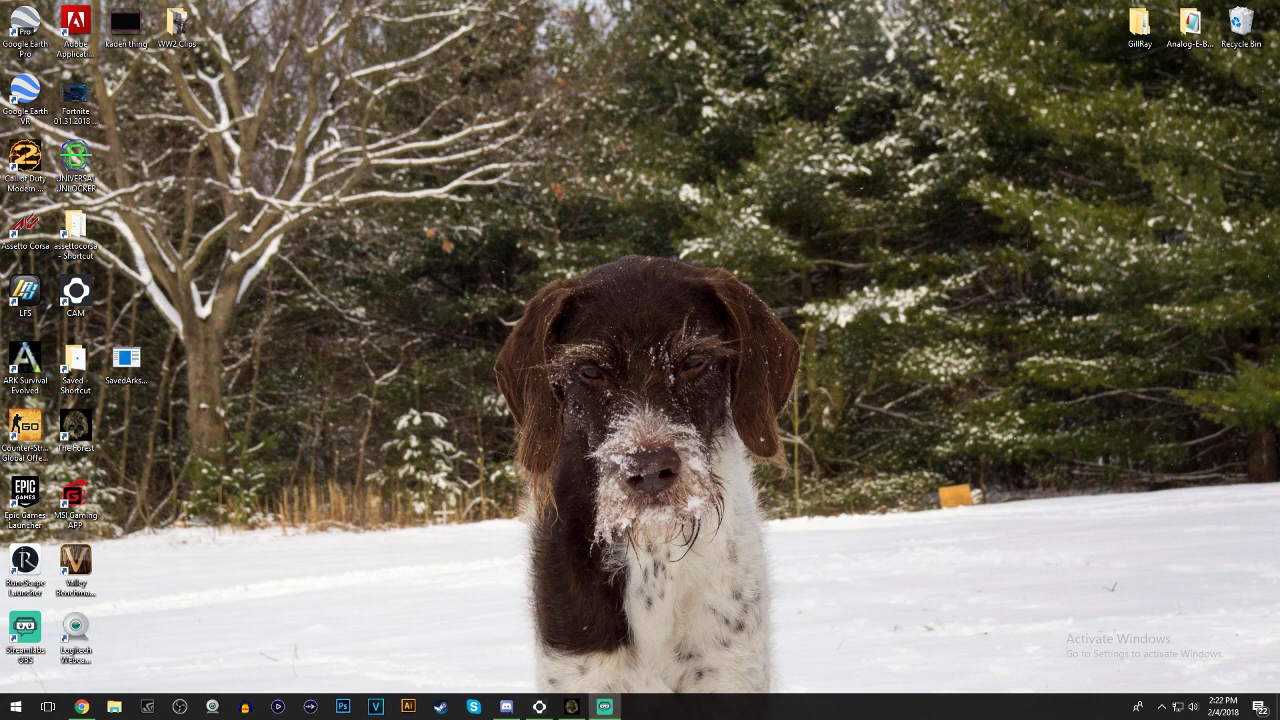 Google Earth
Pro
Adobe
Applicati...
kaden thing
WW2 Clips
GillRay
Analog-E-B...
Recycle Bin
Google Earth
VR
Fortnite
01.31.2018 ...
Call of Duty
Modern ...
UNIVERSAL
UNLOCKER
Assetto Corsa
assettocorsa
- Shortcut
LFS
CAM
ARK Survival
Evolved
Saved -
Shortcut
SavedArks...
Counter-Str...
Global Offe...
The Forest
Epic Games
Launcher
MSI Gaming
APP
RuneScape
Launcher
Valley
Benchma...
Streamlabs
OBS
Logitech
Webca...
Activate Windows
Go to Settings to activate Windows.
2:22 PM
2/4/2018
22